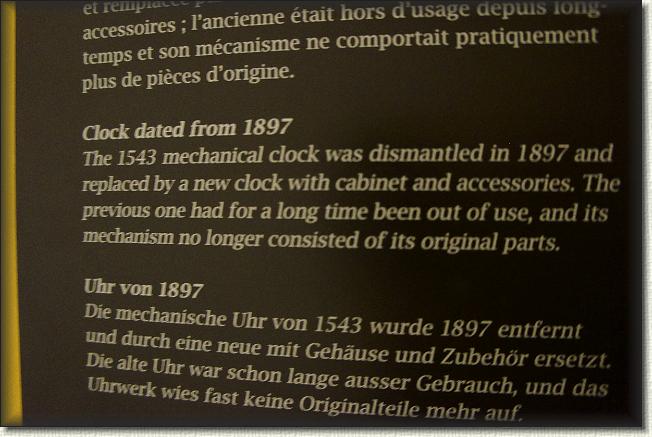 et remplacée
accessoires ; l'ancienne était hors d'usage depuis long-
temps et son mécanisme ne comportait pratiquement
plus de pièces d'origine.
Clock dated from 1897
The 1543 mechanical clock was dismantled in 1897 and
replaced by a new clock with cabinet and accessories. The
previous one had for a long time been out of use, and its
mechanism no longer consisted of its original parts.
Uhr von 1897
Die mechanische Uhr von 1543 wurde 1897 entfernt
und durch eine neue mit Gehäuse und Zubehör ersetzt.
Die alte Uhr war schon lange ausser Gebrauch, und das
Uhrwerk wies fast keine Originalteile mehr auf.